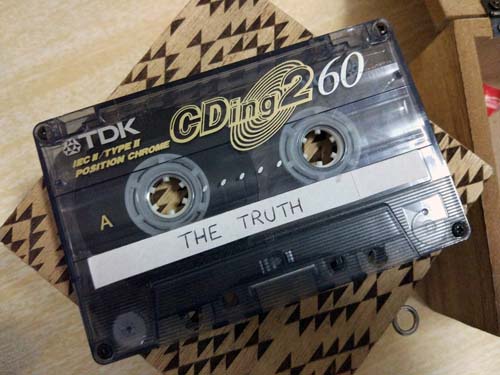 TDK
CDing2 60
IEC II / TYPE II
POSITION CHROME
A
THE TRUTH